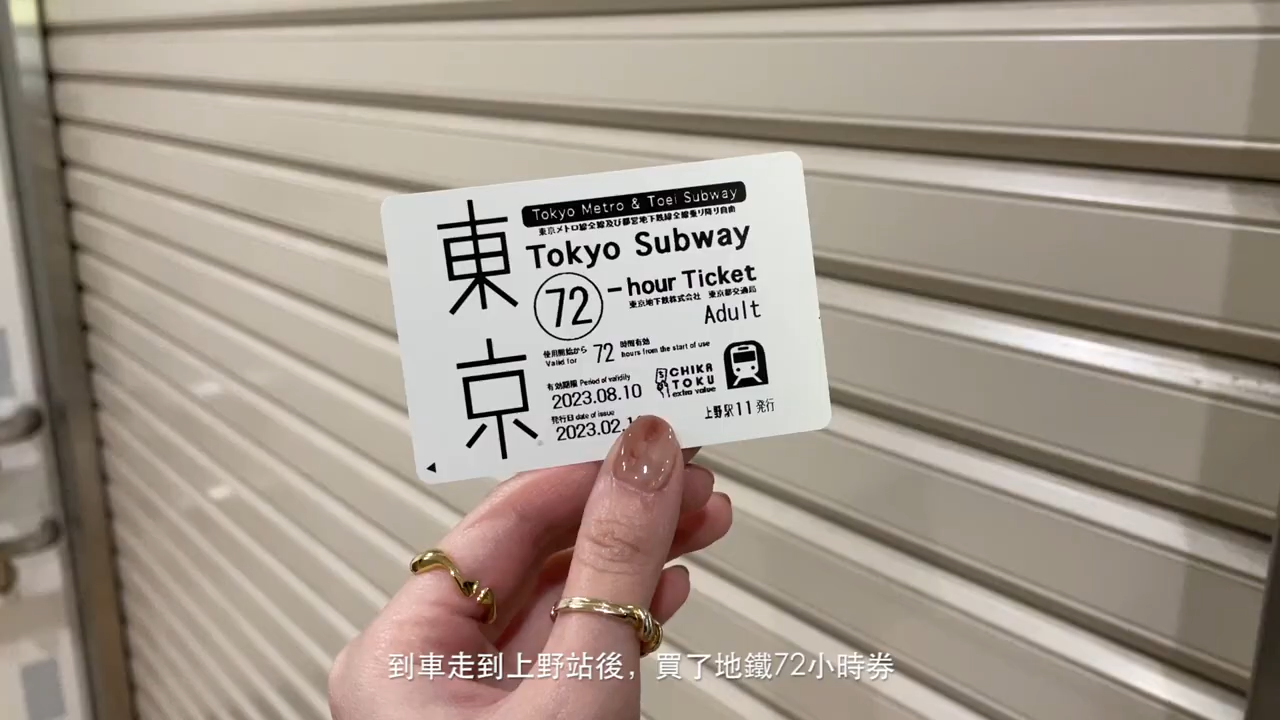 東京
Tokyo Metro & Toei Subway
東京メトロ線全線及び都営地下鉄線全線乗り降り自由
Tokyo Subway
72-hour Ticket
東京地下鉄株式会社 東京都交通局
Adult
使用開始から 72 時間有効
Valid for hours from the start of use
有効期限 Period of validity
2023.08.10
CHIKA
TOKU
extra value
発行日 date of issue
2023.02.1
上野駅11発行
到車走到上野站後，買了地鐵72小時券